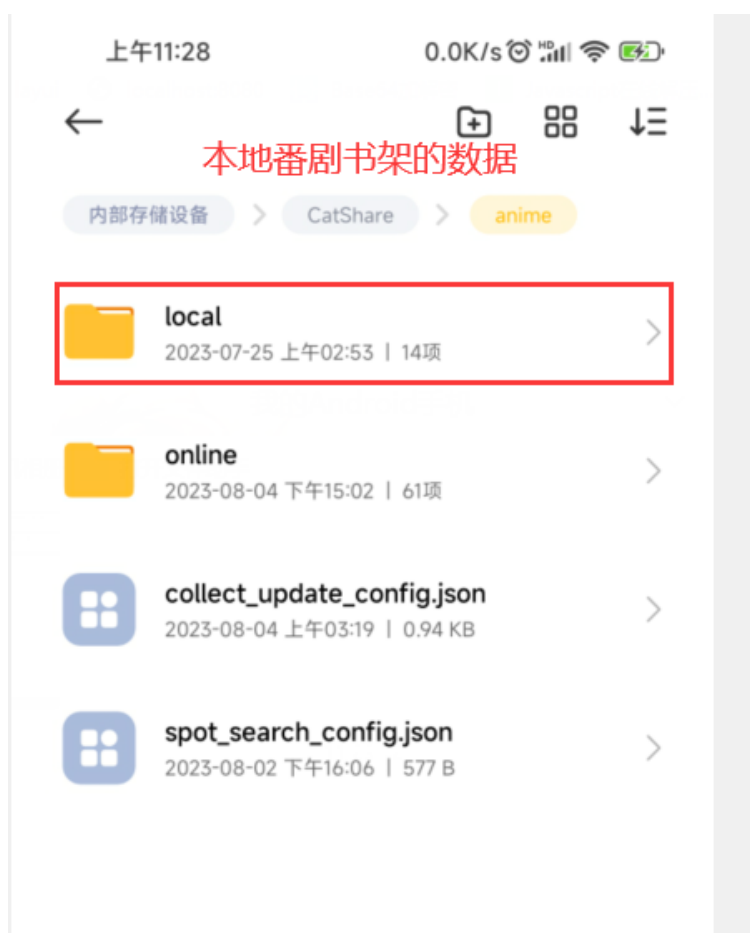 上午11:28 0.0K/s HD
本地番剧书架的数据
内部存储设备 > CatShare > anime
local
2023-07-25 上午02:53 | 14项
online
2023-08-04 下午15:02 | 61项
collect_update_config.json
2023-08-04 上午03:19 | 0.94 KB
spot_search_config.json
2023-08-02 下午16:06 | 577 B